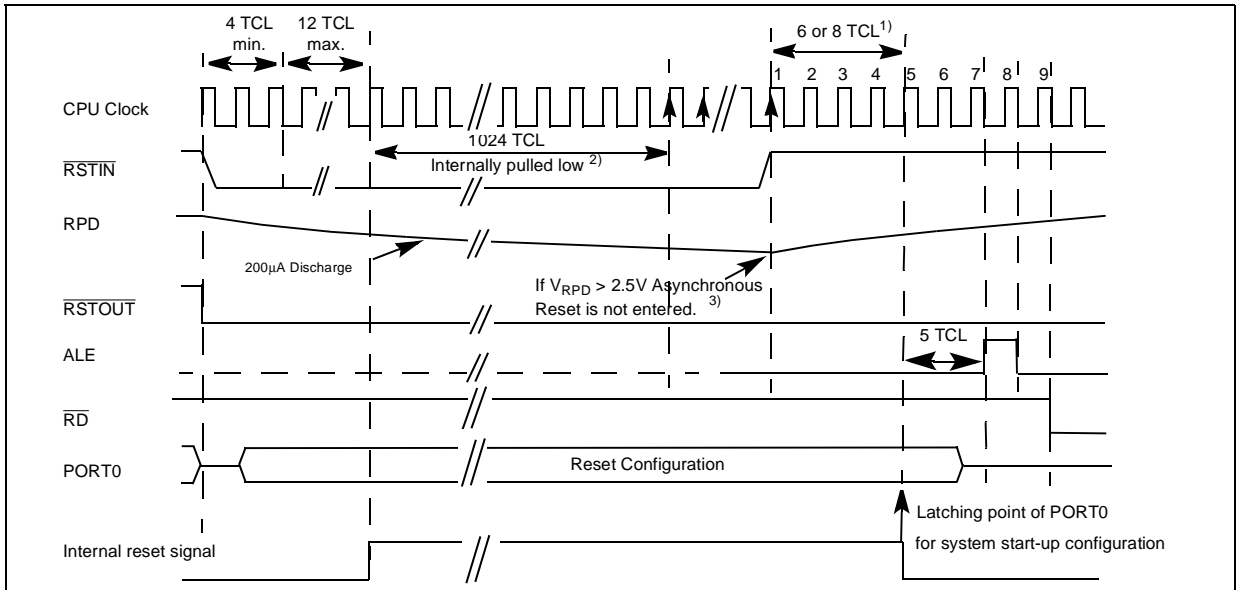 4 TCL
min.
12 TCL
max.
6 or 8 TCL1)
1 2 3 4 5 6 7 8 9
CPU Clock
1024 TCL
Internally pulled low 2)
RSTIN
RPD
200µA Discharge
If VRPD > 2.5V Asynchronous
Reset is not entered. 3)
RSTOUT
5 TCL
ALE
RD
PORT0
Reset Configuration
Latching point of PORT0
for system start-up configuration
Internal reset signal